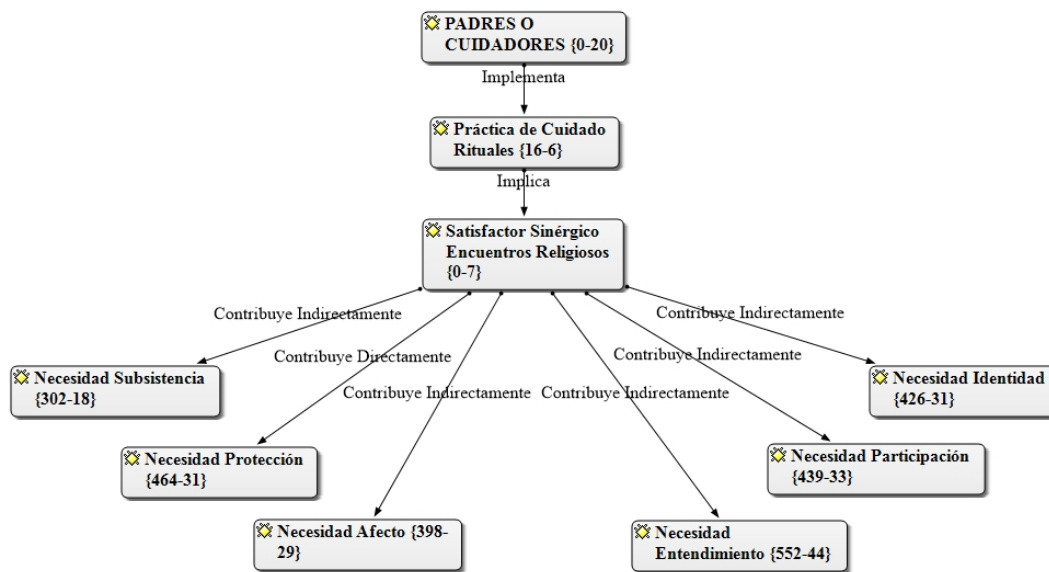 PADRES O
CUIDADORES {0-20}
Implementa
Práctica de Cuidado
Rituales {16-6}
Implica
Satisfactor Sinérgico
Encuentros Religiosos
{0-7}
Contribuye Indirectamente
Contribuye Indirectamente
Contribuye Directamente
Contribuye Indirectamente
Contribuye Indirectamente
Contribuye Indirectamente
Necesidad Subsistencia
{302-18}
Necesidad Identidad
{426-31}
Necesidad Protección
{464-31}
Necesidad Participación
{439-33}
Necesidad Afecto {398-
29}
Necesidad
Entendimiento {552-44}